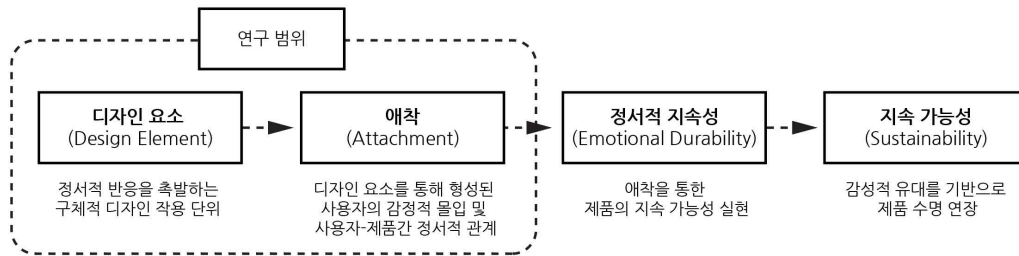 연구 범위
디자인 요소
(Design Element)
정서적 반응을 촉발하는
구체적 디자인 작용 단위
애착
(Attachment)
디자인 요소를 통해 형성된
사용자의 감정적 몰입 및
사용자-제품간 정서적 관계
정서적 지속성
(Emotional Durability)
애착을 통한
제품의 지속 가능성 실현
지속 가능성
(Sustainability)
감성적 유대를 기반으로
제품 수명 연장